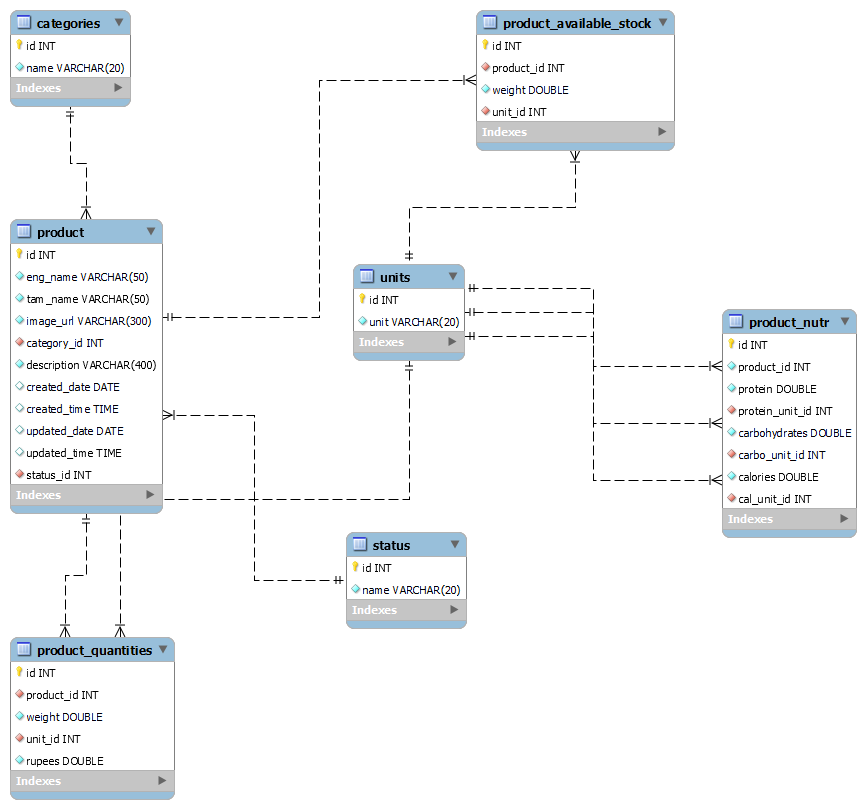 categories
id INT
name VARCHAR(20)
Indexes
product_available_stock
id INT
product_id INT
weight DOUBLE
unit_id INT
Indexes
product
id INT
eng_name VARCHAR(50)
tam_name VARCHAR(50)
image_url VARCHAR(300)
category_id INT
description VARCHAR(400)
created_date DATE
created_time TIME
updated_date DATE
updated_time TIME
status_id INT
Indexes
units
id INT
unit VARCHAR(20)
Indexes
product_nutr
id INT
product_id INT
protein DOUBLE
protein_unit_id INT
carbohydrates DOUBLE
carbo_unit_id INT
calories DOUBLE
cal_unit_id INT
Indexes
status
id INT
name VARCHAR(20)
Indexes
product_quantities
id INT
product_id INT
weight DOUBLE
unit_id INT
rupees DOUBLE
Indexes